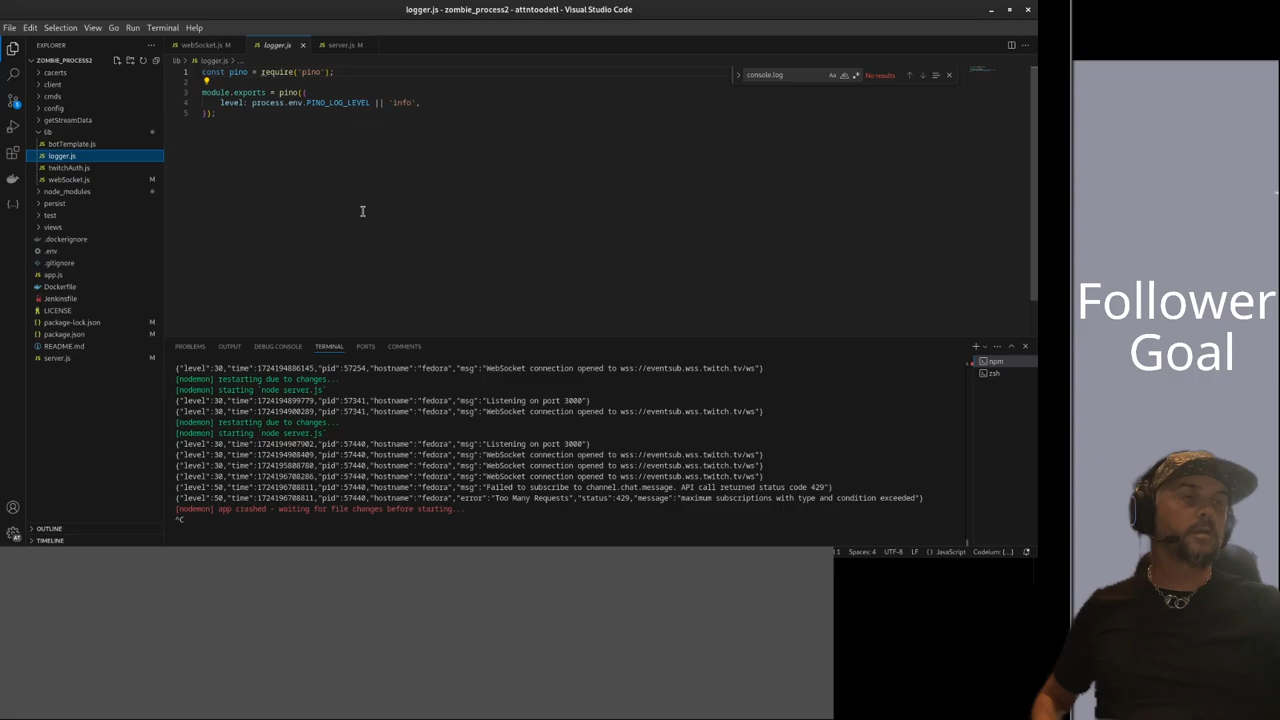 logger.js - zombie_process2 - attntoodetl - Visual Studio Code
File Edit Selection View Go Run Terminal Help
EXPLORER
webSocket.js M
logger.js
server.js M
ZOMBIE_PROCESS2
lib > logger.js > ...
cacerts
client
cmds
config
getStreamData
lib
botTemplate.js
logger.js
twitchAuth.js
webSocket.js M
node_modules
persist
test
views
.dockerignore
.env
.gitignore
app.js
Dockerfile
Jenkinsfile
LICENSE
package-lock.json M
package.json M
README.md
server.js M
OUTLINE
TIMELINE
5
AT
1 const pino = require('pino');
2
3 module.exports = pino({
4 level: process.env.PINO_LOG_LEVEL || 'info',
5 });
console.log Aa ab No results
PROBLEMS OUTPUT DEBUG CONSOLE TERMINAL PORTS COMMENTS
npm
zsh
{"level":30,"time":1724194886145,"pid":57254,"hostname":"fedora","msg":"WebSocket connection opened to wss://eventsub.wss.twitch.tv/ws"}
[nodemon] restarting due to changes...
[nodemon] starting `node server.js`
{"level":30,"time":1724194899779,"pid":57341,"hostname":"fedora","msg":"Listening on port 3000"}
{"level":30,"time":1724194900289,"pid":57341,"hostname":"fedora","msg":"WebSocket connection opened to wss://eventsub.wss.twitch.tv/ws"}
[nodemon] restarting due to changes...
[nodemon] starting `node server.js`
{"level":30,"time":1724194907902,"pid":57440,"hostname":"fedora","msg":"Listening on port 3000"}
{"level":30,"time":1724194908409,"pid":57440,"hostname":"fedora","msg":"WebSocket connection opened to wss://eventsub.wss.twitch.tv/ws"}
{"level":30,"time":1724195808780,"pid":57440,"hostname":"fedora","msg":"WebSocket connection opened to wss://eventsub.wss.twitch.tv/ws"}
{"level":30,"time":1724196708286,"pid":57440,"hostname":"fedora","msg":"WebSocket connection opened to wss://eventsub.wss.twitch.tv/ws"}
{"level":50,"time":1724196708811,"pid":57440,"hostname":"fedora","msg":"Failed to subscribe to channel.chat.message. API call returned status code 429"}
{"level":50,"time":1724196708811,"pid":57440,"hostname":"fedora","error":"Too Many Requests","status":429,"message":"maximum subscriptions with type and condition exceeded"}
[nodemon] app crashed - waiting for file changes before starting...
^C
1 Spaces: 4 UTF-8 LF {} JavaScript Codeium: {...}
Follower
Goal